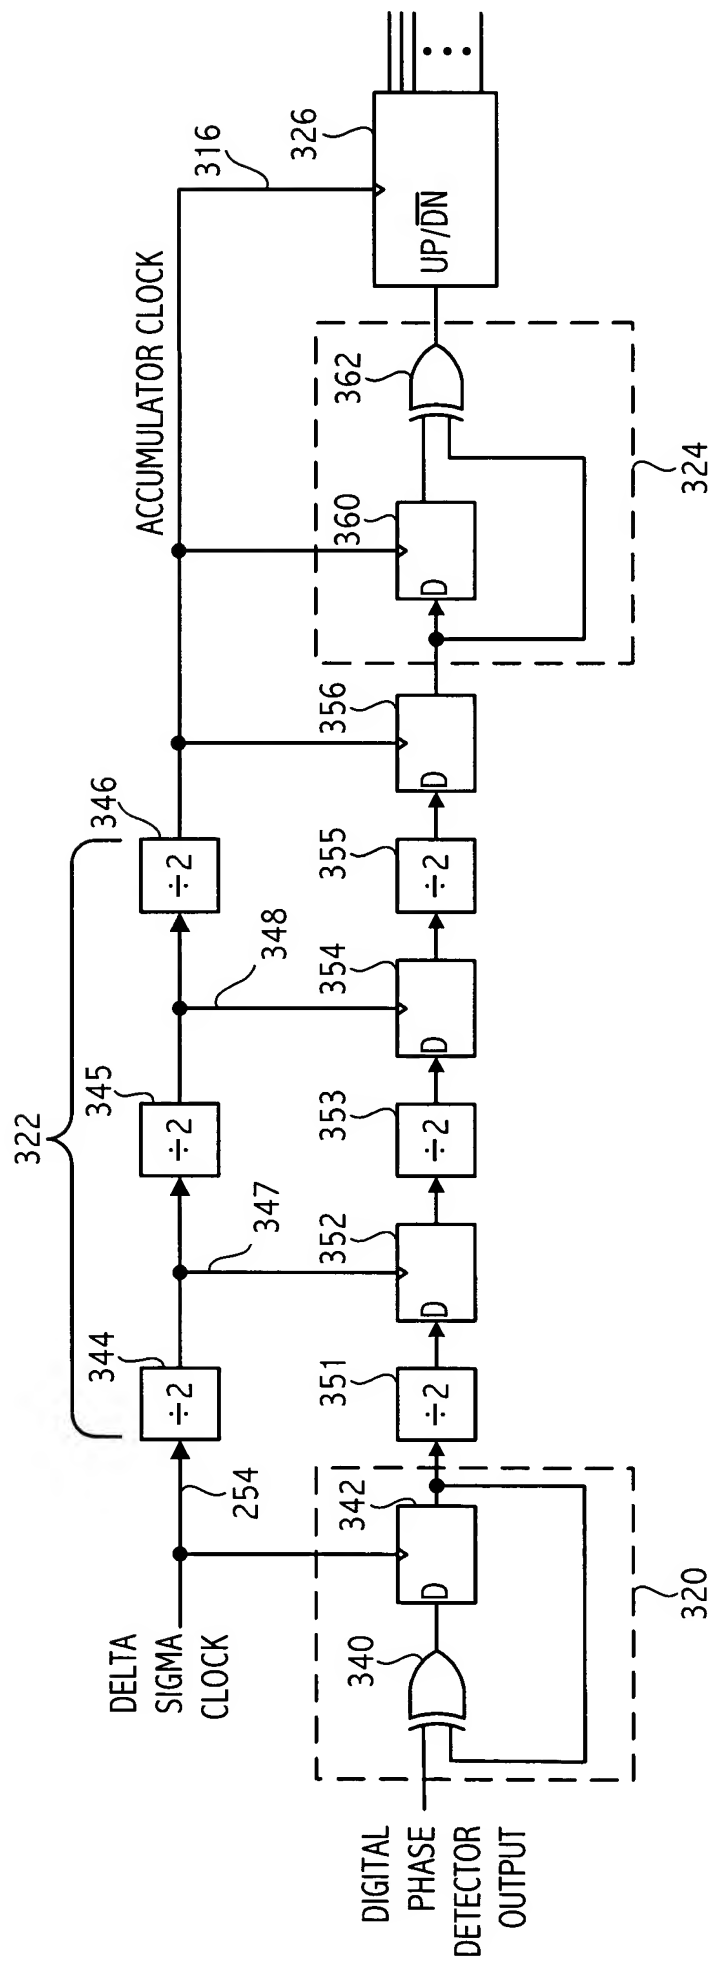 DELTA
SIGMA
CLOCK
254
322
344
÷2
347
345
÷2
348
346
÷2
ACCUMULATOR CLOCK
316
DIGITAL
PHASE
DETECTOR
OUTPUT
340
342
D
320
351
÷2
352
D
353
÷2
354
D
355
÷2
356
D
360
D
362
324
326
UP/D̅N̅